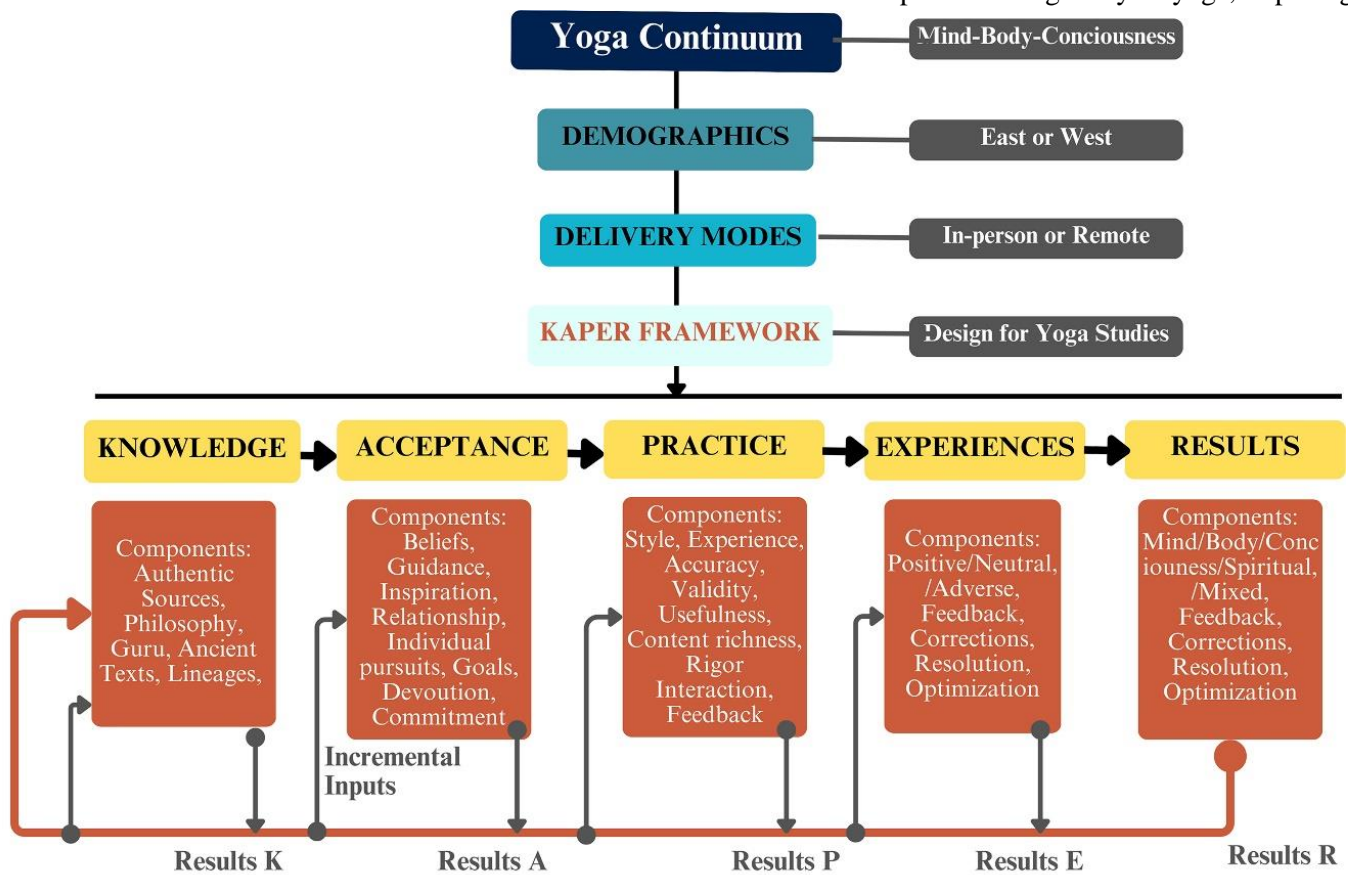 Yoga Continuum
Mind-Body-Conciousness
DEMOGRAPHICS
East or West
DELIVERY MODES
In-person or Remote
KAPER FRAMEWORK
Design for Yoga Studies
KNOWLEDGE
ACCEPTANCE
PRACTICE
EXPERIENCES
RESULTS
Components:
Authentic
Sources,
Philosophy,
Guru, Ancient
Texts, Lineages,
Components:
Beliefs,
Guidance,
Inspiration,
Relationship,
Individual
pursuits, Goals,
Devoution,
Commitment
Components:
Style, Experience,
Accuracy,
Validity,
Usefulness,
Content richness,
Rigor
Interaction,
Feedback
Components:
Positive/Neutral,
/Adverse,
Feedback,
Corrections,
Resolution,
Optimization
Components:
Mind/Body/Conc
iouness/Spiritual,
/Mixed,
Feedback,
Corrections,
Resolution,
Optimization
Incremental
Inputs
Results K
Results A
Results P
Results E
Results R